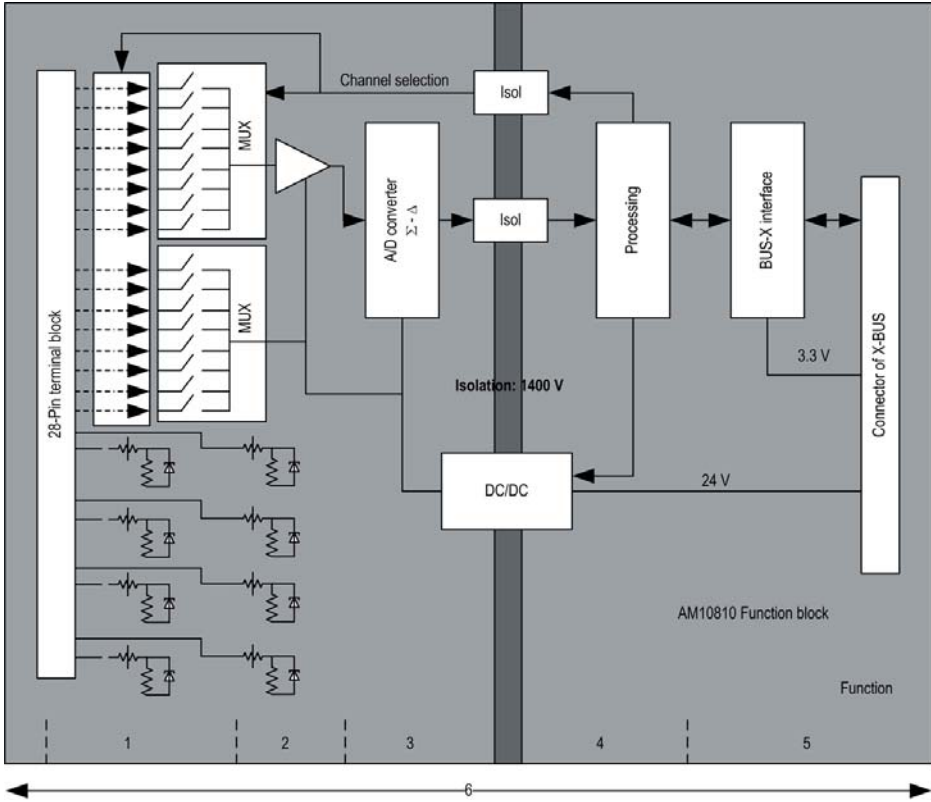 Channel selection
Isol
MUX
28-Pin terminal block
A/D converter
Σ - Δ
Isol
Processing
BUS-X interface
Connector of X-BUS
MUX
3.3 V
Isolation: 1400 V
DC/DC
24 V
AM10810 Function block
Function
1
2
3
4
5
6